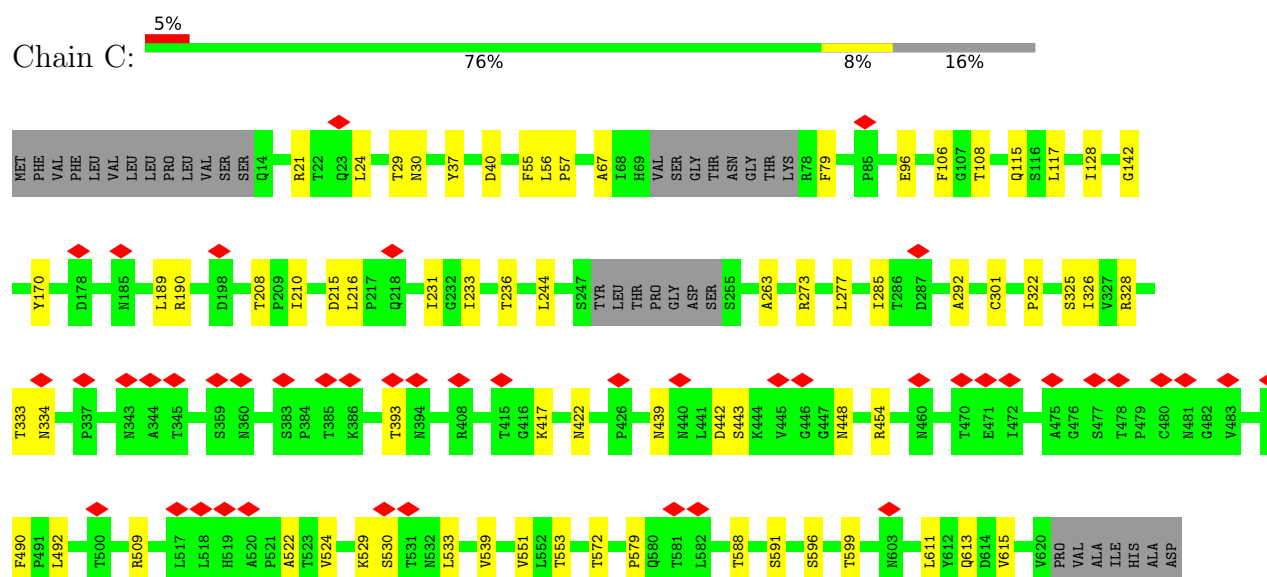 5%
Chain C:
76%
8%
16%
MET PHE VAL PHE LEU VAL LEU LEU PRO LEU VAL SER SER Q14 R21 T22 Q23 L24 T29 N30 Y37 D40 F55 L56 P57 A67 I68 H69 VAL SER GLY THR ASN GLY THR LYS R78 F79 P85 E96 F106 G107 T108 Q115 S116 L117 I128 G142
Y170 D178 N185 L189 R190 D198 T208 P209 I210 D215 L216 P217 Q218 I231 G232 I233 T236 L244 S247 TYR LEU THR PRO GLY ASP SER S255 A263 R273 L277 I285 T286 D287 A292 C301 P322 S325 I326 V327 R328
T333 N334 P337 N343 A344 T345 S359 N360 S383 P384 T385 K386 T393 N394 R408 T415 G416 K417 N422 P426 N439 N440 L441 D442 S443 K444 V445 G446 G447 N448 R454 N460 T470 E471 I472 A475 G476 S477 T478 P479 C480 N481 G482 V483
F490 P491 L492 T500 R509 L517 L518 H519 A520 P521 A522 T523 V524 K529 S530 T531 N532 L533 V539 V551 L552 T553 T572 P579 Q580 T581 L582 T588 S591 S596 T599 N603 L611 Y612 Q613 D614 V615 V620 PRO VAL ALA ILE HIS ALA ASP